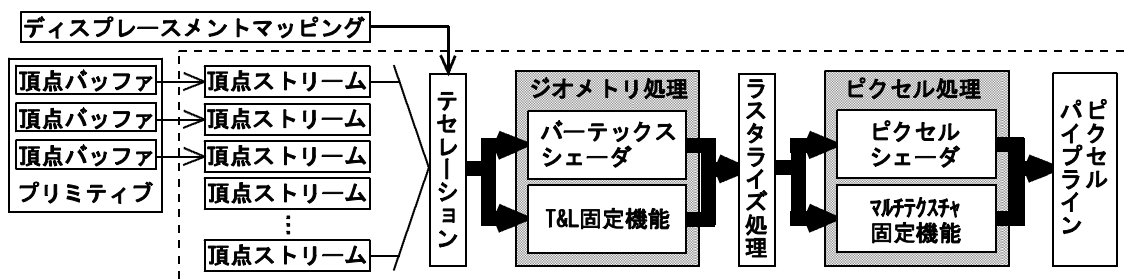 ディスプレースメントマッピング
頂点バッファ
頂点バッファ
頂点バッファ
プリミティブ
頂点ストリーム
頂点ストリーム
頂点ストリーム
頂点ストリーム
⋮
頂点ストリーム
テセレーション
ジオメトリ処理
バーテックス
シェーダ
T&L固定機能
ラスタライズ処理
ピクセル処理
ピクセル
シェーダ
マルチテクスチャ
固定機能
ピクセル
パイプライン